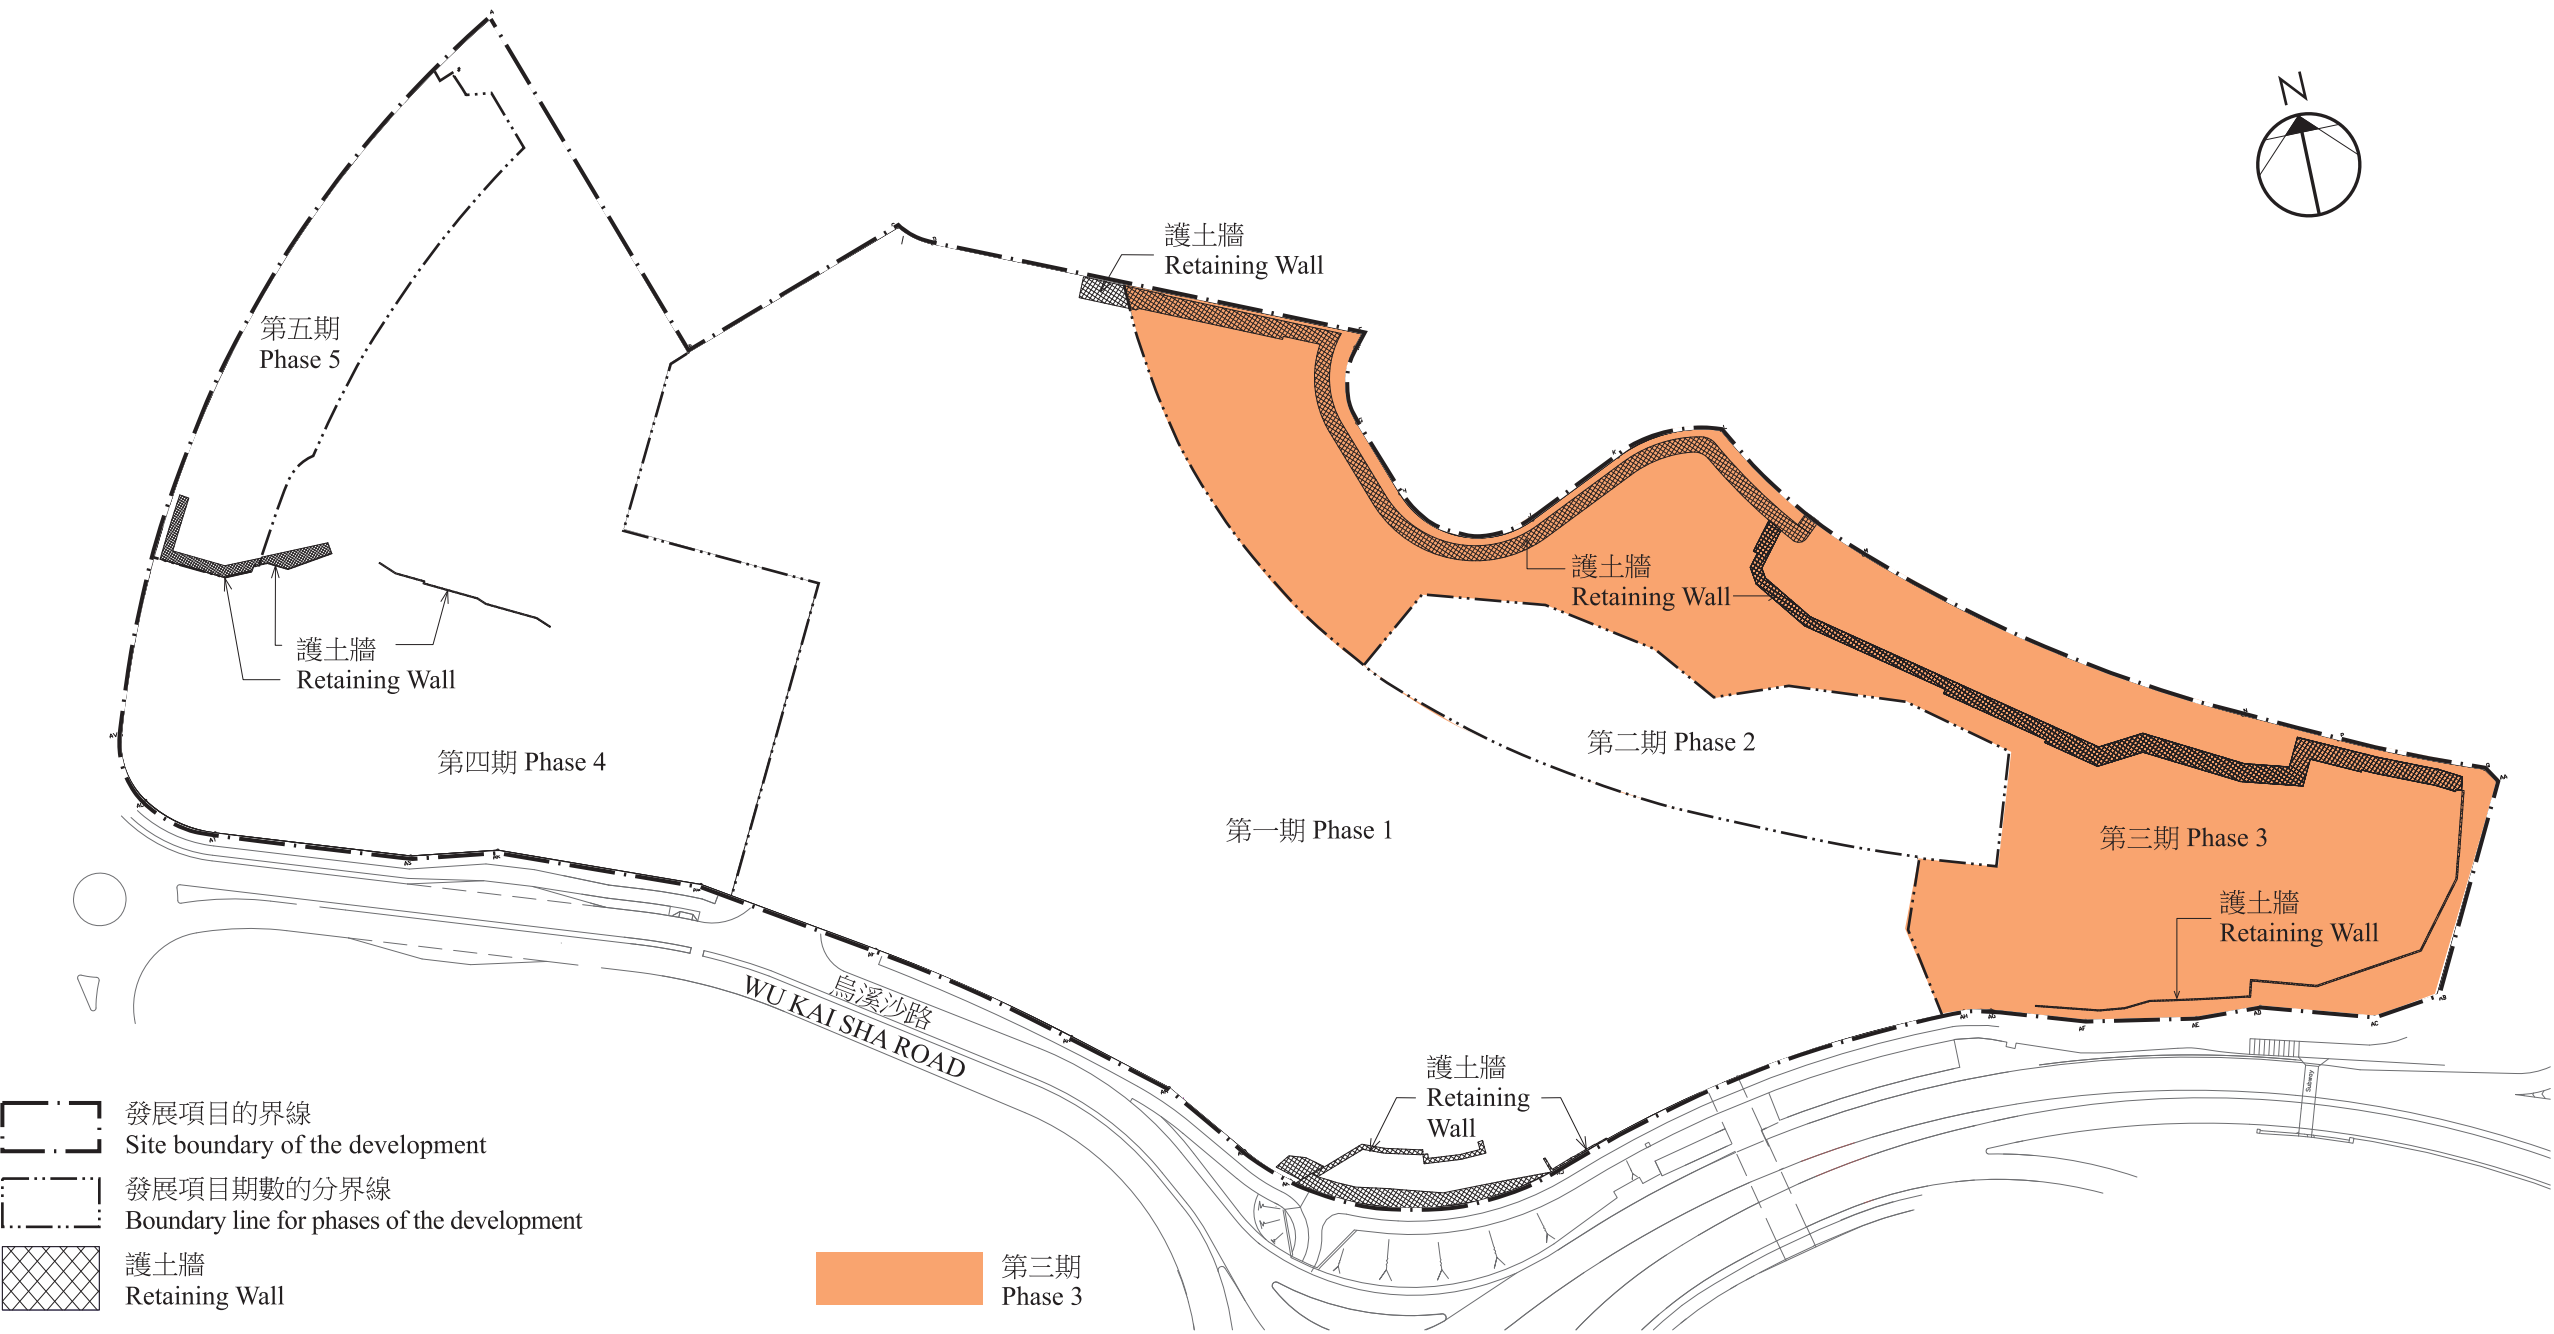 N
護土牆
Retaining Wall
第五期
Phase 5
護土牆
Retaining Wall
護土牆
Retaining Wall
第四期 Phase 4
第二期 Phase 2
第一期 Phase 1
第三期 Phase 3
護土牆
Retaining Wall
烏溪沙路
WU KAI SHA ROAD
護土牆
Retaining
Wall
Subway
發展項目的界線
Site boundary of the development
發展項目期數的分界線
Boundary line for phases of the development
護土牆
Retaining Wall
第三期
Phase 3